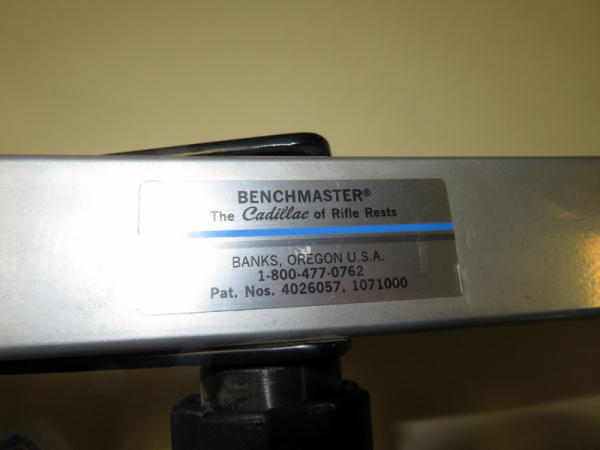 BENCHMASTER®
The Cadillac of Rifle Rests
BANKS, OREGON U.S.A.
1-800-477-0762
Pat. Nos. 4026057, 1071000